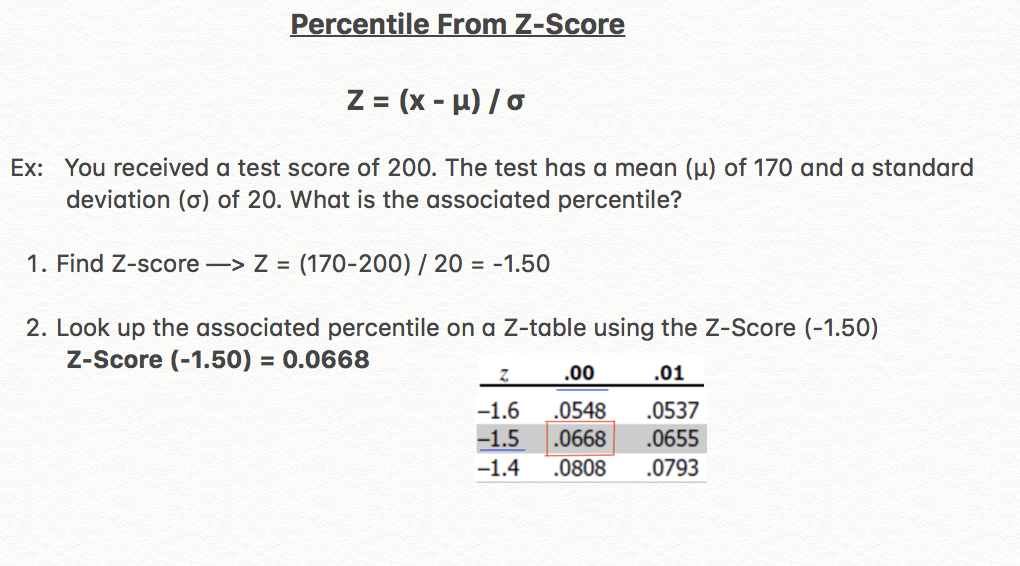 Percentile From Z-Score
Z = (x - μ) / σ
Ex: You received a test score of 200. The test has a mean (μ) of 170 and a standard
deviation (σ) of 20. What is the associated percentile?
1. Find Z-score —> Z = (170-200) / 20 = -1.50
2. Look up the associated percentile on a Z-table using the Z-Score (-1.50)
Z-Score (-1.50) = 0.0668
z .00 .01
–1.6 .0548 .0537
–1.5 .0668 .0655
–1.4 .0808 .0793